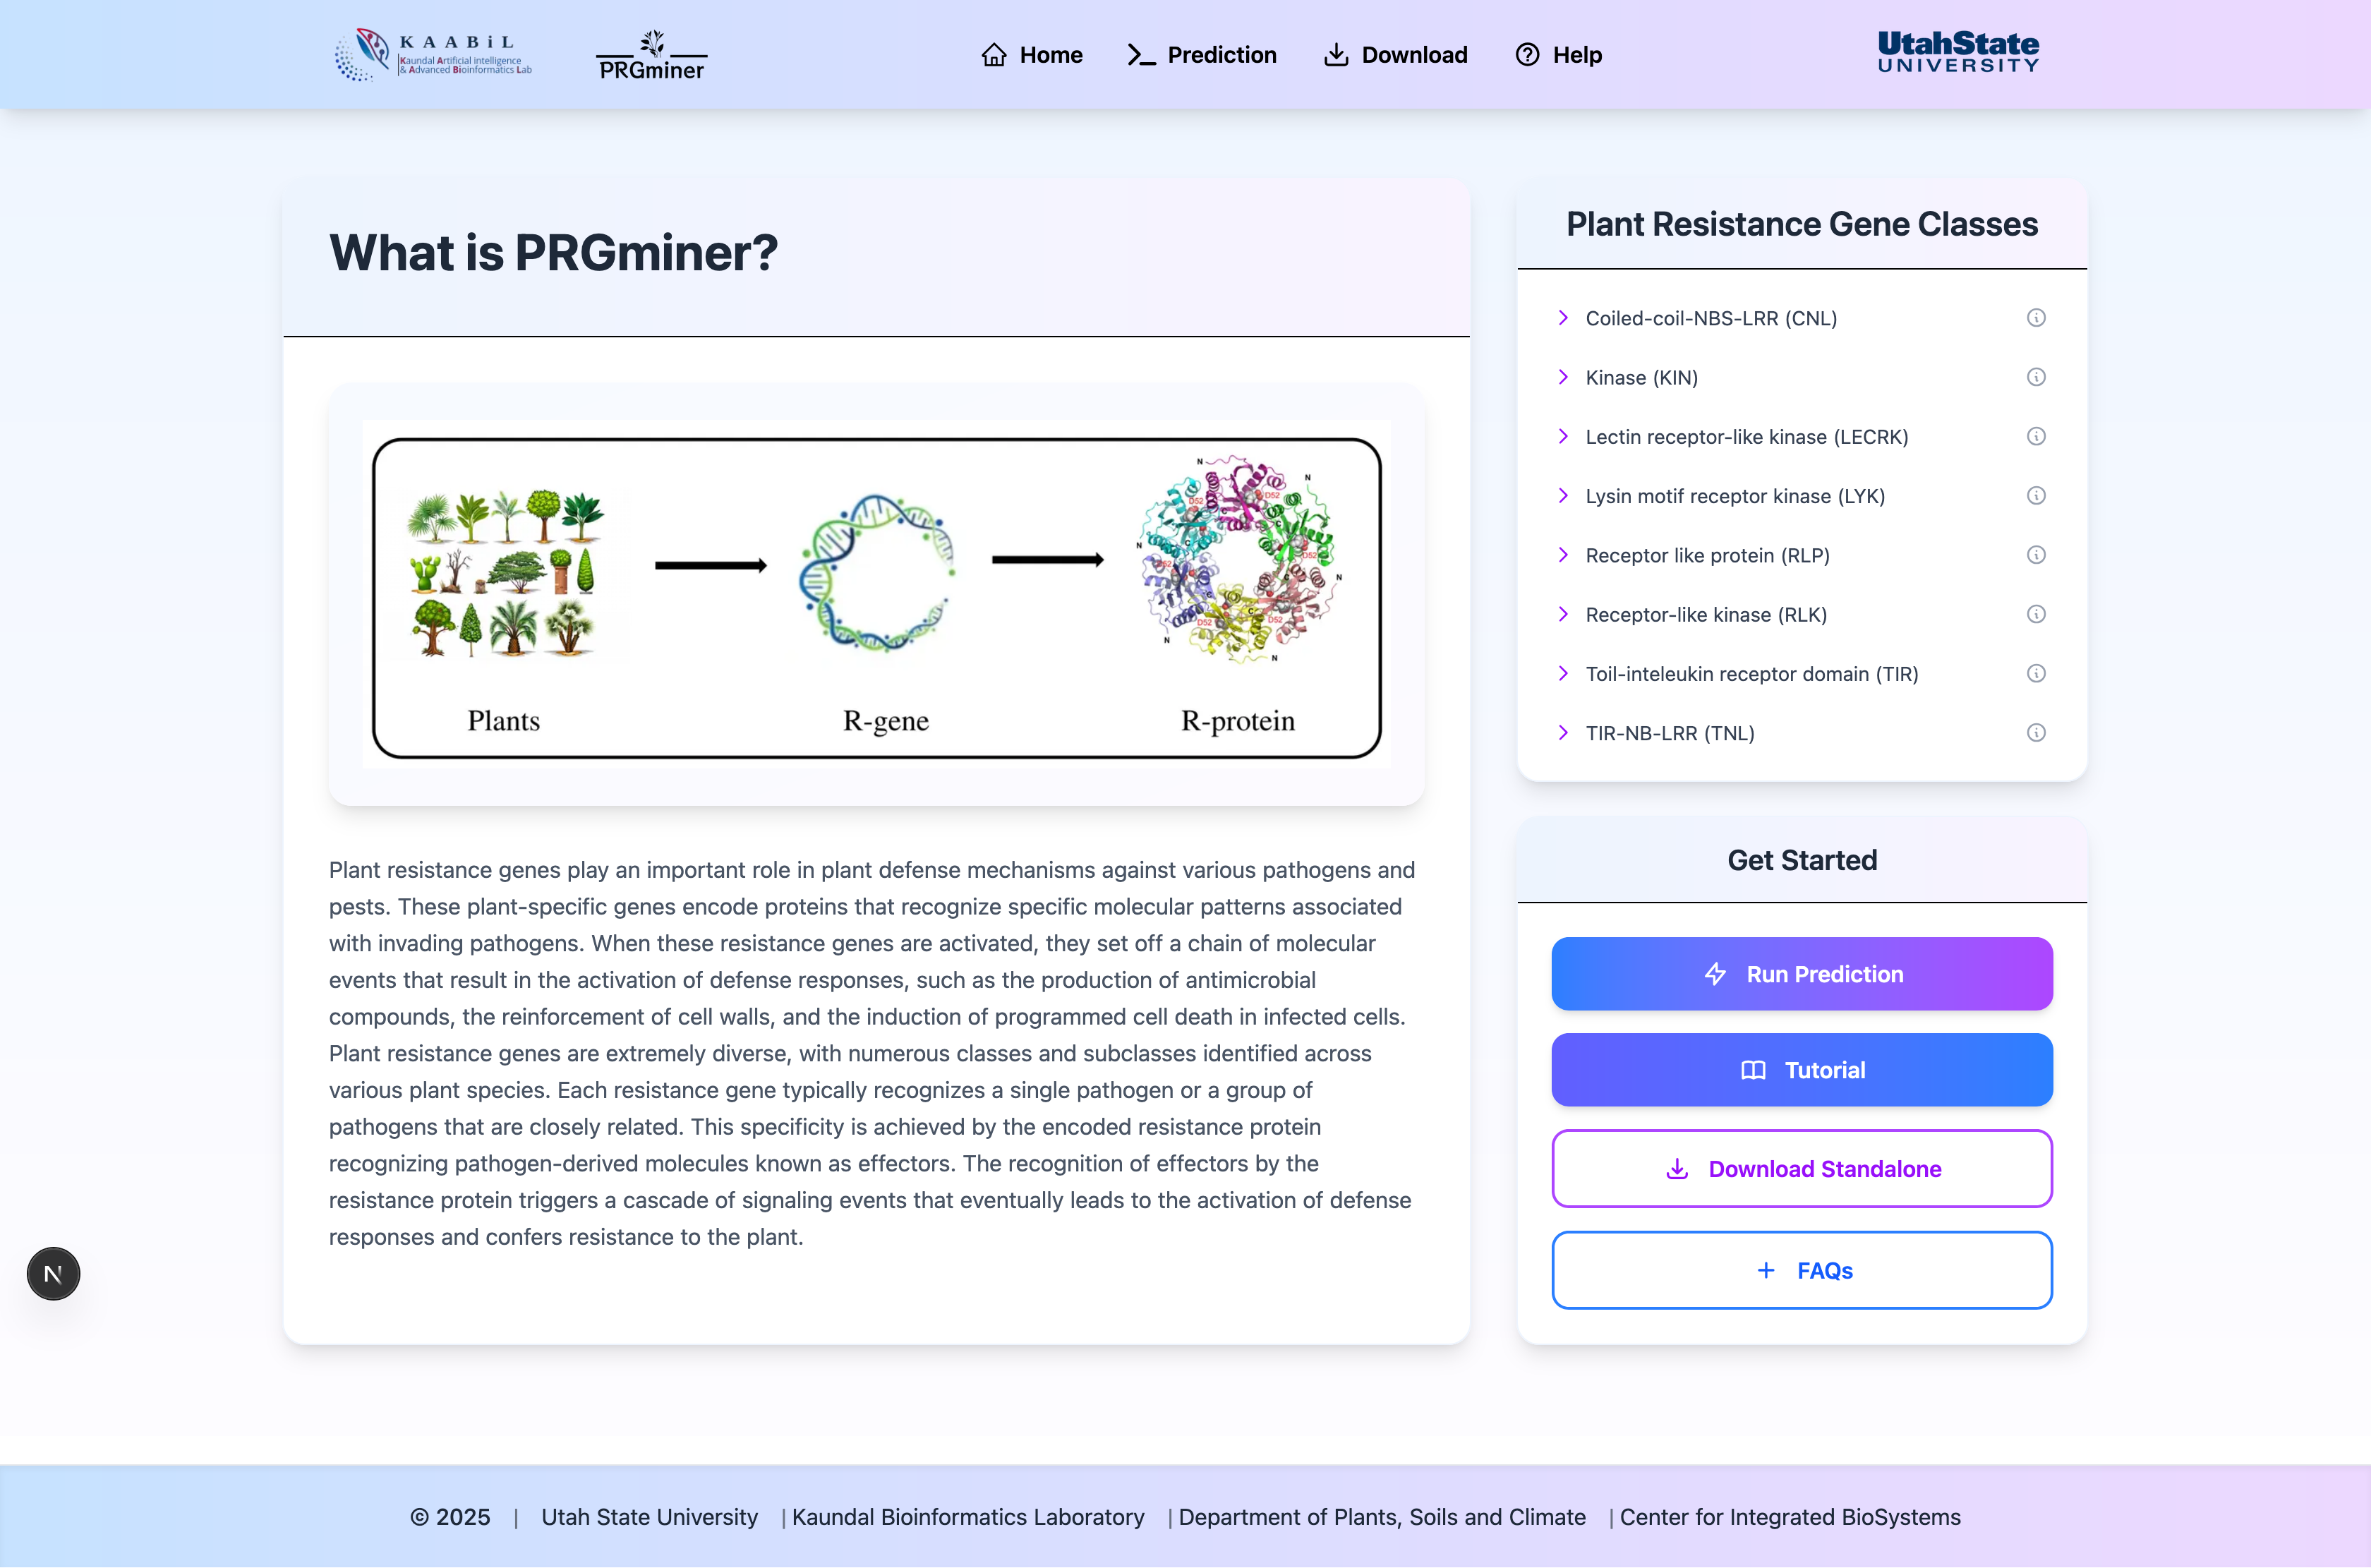 K A A B i L
Kaundal Artificial intelligence
& Advanced Bioinformatics Lab
PRGminer
Home
Prediction
Download
Help
UtahState
UNIVERSITY
What is PRGminer?
Plants
R-gene
R-protein
N
N
N
N
N
N
D52
D52
D52
D52
D52
D52
C
C
C
C
C
C
Plant resistance genes play an important role in plant defense mechanisms against various pathogens and
pests. These plant-specific genes encode proteins that recognize specific molecular patterns associated
with invading pathogens. When these resistance genes are activated, they set off a chain of molecular
events that result in the activation of defense responses, such as the production of antimicrobial
compounds, the reinforcement of cell walls, and the induction of programmed cell death in infected cells.
Plant resistance genes are extremely diverse, with numerous classes and subclasses identified across
various plant species. Each resistance gene typically recognizes a single pathogen or a group of
pathogens that are closely related. This specificity is achieved by the encoded resistance protein
recognizing pathogen-derived molecules known as effectors. The recognition of effectors by the
resistance protein triggers a cascade of signaling events that eventually leads to the activation of defense
responses and confers resistance to the plant.
Plant Resistance Gene Classes
Coiled-coil-NBS-LRR (CNL)
Kinase (KIN)
Lectin receptor-like kinase (LECRK)
Lysin motif receptor kinase (LYK)
Receptor like protein (RLP)
Receptor-like kinase (RLK)
Toil-inteleukin receptor domain (TIR)
TIR-NB-LRR (TNL)
Get Started
Run Prediction
Tutorial
Download Standalone
FAQs
N
© 2025 | Utah State University | Kaundal Bioinformatics Laboratory | Department of Plants, Soils and Climate | Center for Integrated BioSystems